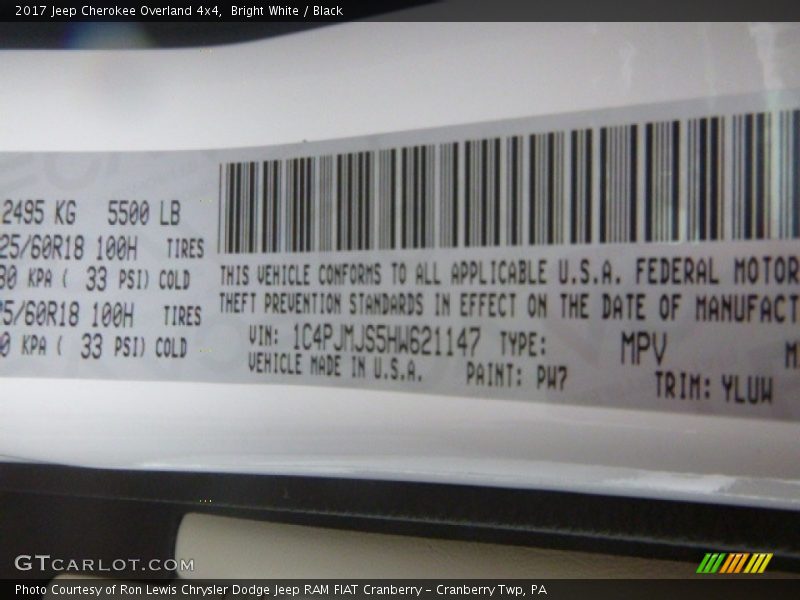 2017 Jeep Cherokee Overland 4x4, Bright White / Black
2495 KG 5500 LB
25/60R18 100H TIRES
30 KPA ( 33 PSI) COLD
5/60R18 100H TIRES
0 KPA ( 33 PSI) COLD
THIS VEHICLE CONFORMS TO ALL APPLICABLE U.S.A. FEDERAL MOTOR
THEFT PREVENTION STANDARDS IN EFFECT ON THE DATE OF MANUFACT
VIN: 1C4PJMJS5HW621147 TYPE: MPV M
VEHICLE MADE IN U.S.A. PAINT: PW7 TRIM: YLUW
GTCARLOT.COM
Photo Courtesy of Ron Lewis Chrysler Dodge Jeep RAM FIAT Cranberry – Cranberry Twp, PA